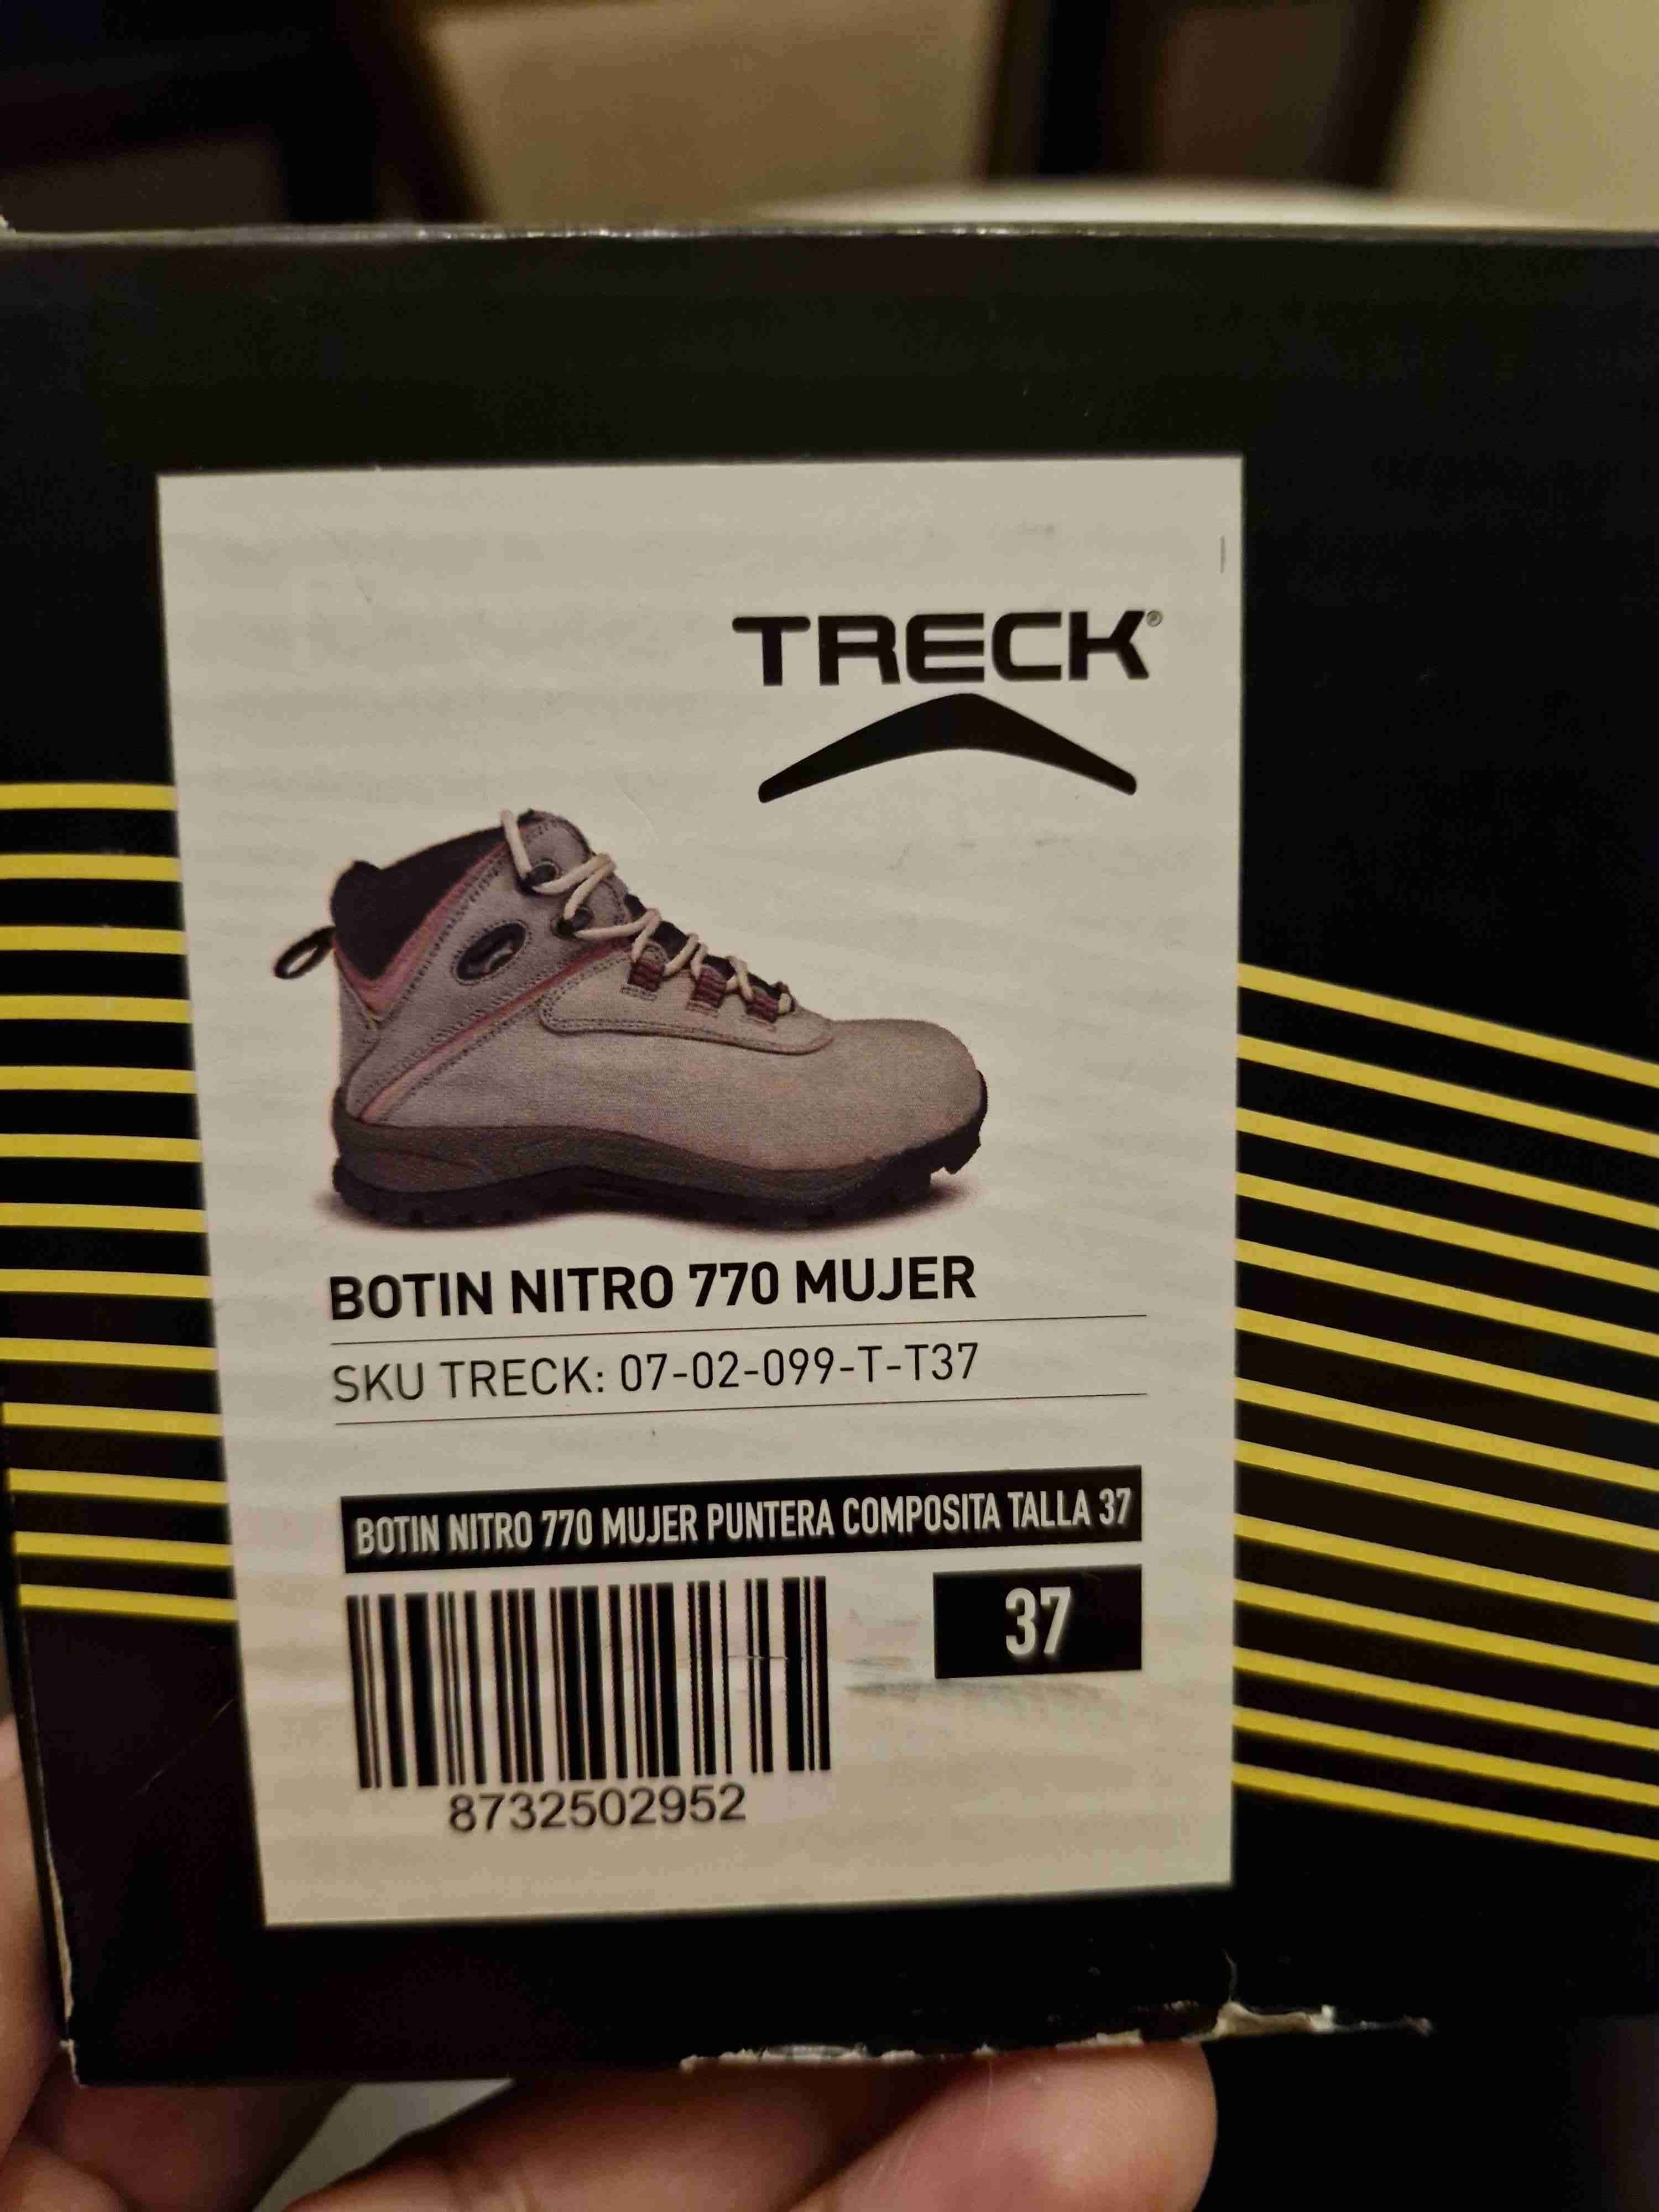 TRECK®
BOTIN NITRO 770 MUJER
SKU TRECK: 07-02-099-T-T37
BOTIN NITRO 770 MUJER PUNTERA COMPOSITA TALLA 37
37
8732502952